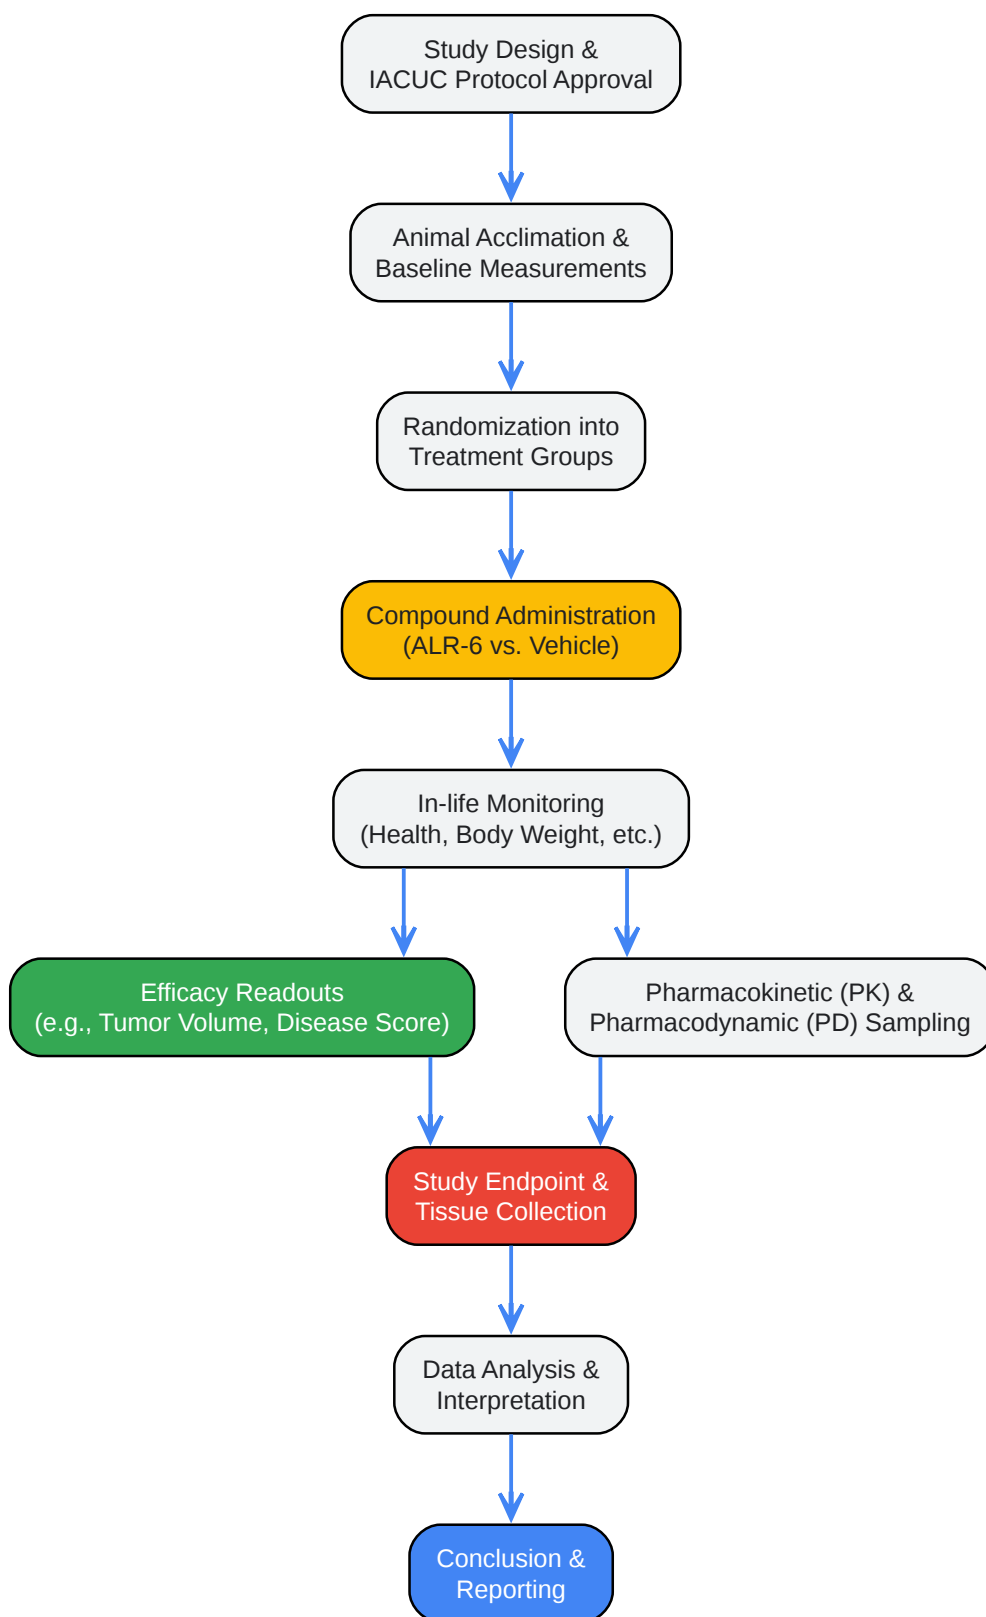 Study Design &
IACUC Protocol Approval
Animal Acclimation &
Baseline Measurements
Randomization into
Treatment Groups
Compound Administration
(ALR-6 vs. Vehicle)
In-life Monitoring
(Health, Body Weight, etc.)
Efficacy Readouts
(e.g., Tumor Volume, Disease Score)
Pharmacokinetic (PK) &
Pharmacodynamic (PD) Sampling
Study Endpoint &
Tissue Collection
Data Analysis &
Interpretation
Conclusion &
Reporting